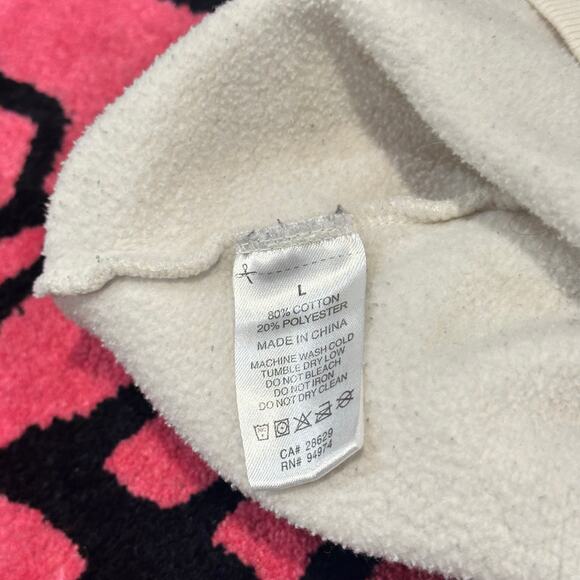 L
80% COTTON
20% POLYESTER
MADE IN CHINA
MACHINE WASH COLD
TUMBLE DRY LOW
DO NOT BLEACH
DO NOT IRON
DO NOT DRY CLEAN
CA# 28629
RN# 94974